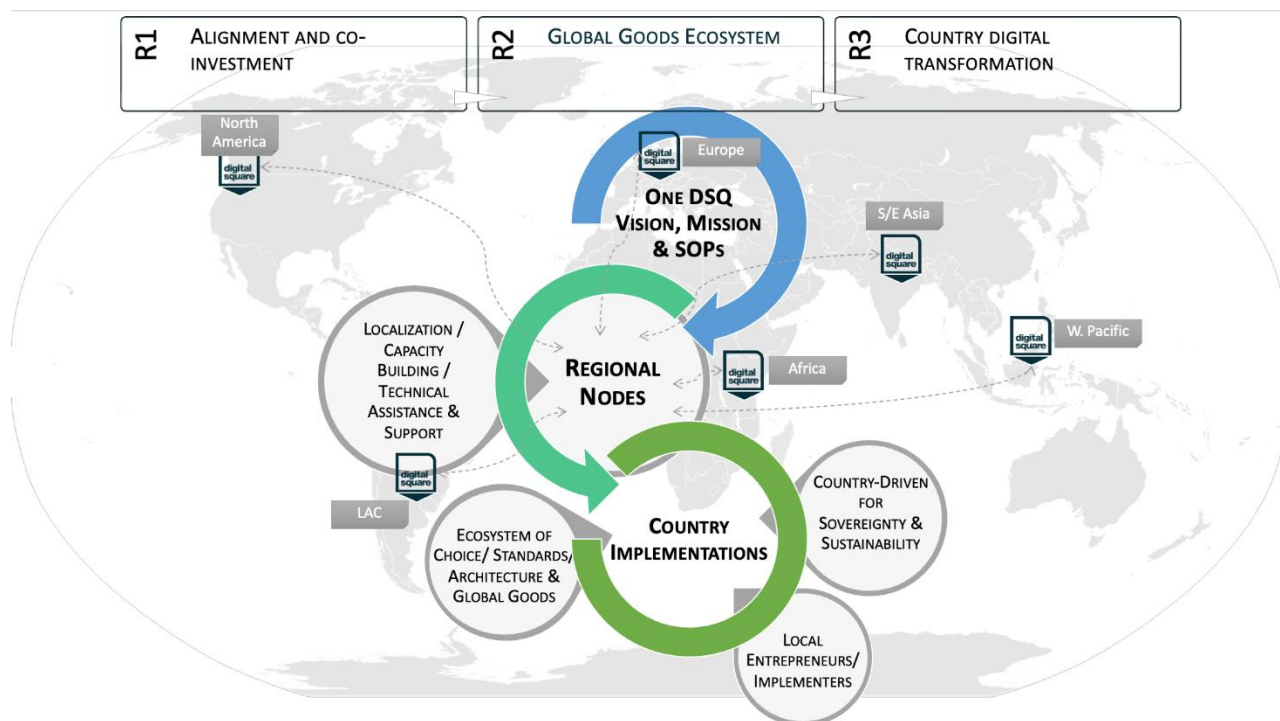 R1
ALIGNMENT AND CO-
INVESTMENT
R2
GLOBAL GOODS ECOSYSTEM
R3
COUNTRY DIGITAL
TRANSFORMATION
North
America
digital
square
digital
square
Europe
ONE DSQ
VISION, MISSION
& SOPS
S/E Asia
digital
square
digital
square
W. Pacific
LOCALIZATION /
CAPACITY
BUILDING /
TECHNICAL
ASSISTANCE &
SUPPORT
REGIONAL
NODES
digital
square
Africa
digital
square
LAC
ECOSYSTEM OF
CHOICE/ STANDARDS/
ARCHITECTURE &
GLOBAL GOODS
COUNTRY
IMPLEMENTATIONS
COUNTRY-DRIVEN
FOR
SOVEREIGNTY &
SUSTAINABILITY
LOCAL
ENTREPRENEURS/
IMPLEMENTERS